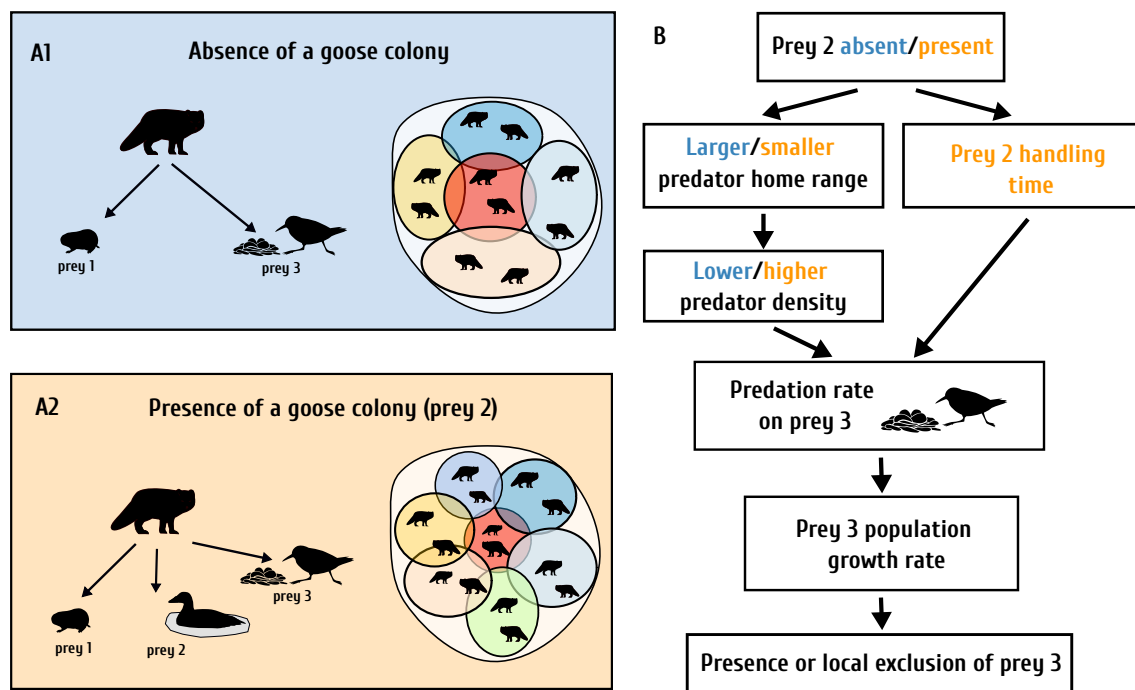 A1
Absence of a goose colony
prey 1
prey 3
A2
Presence of a goose colony (prey 2)
prey 1
prey 2
prey 3
B
Prey 2 absent/present
Larger/smaller
predator home range
Prey 2 handling
time
Lower/higher
predator density
Predation rate
on prey 3
Prey 3 population
growth rate
Presence or local exclusion of prey 3